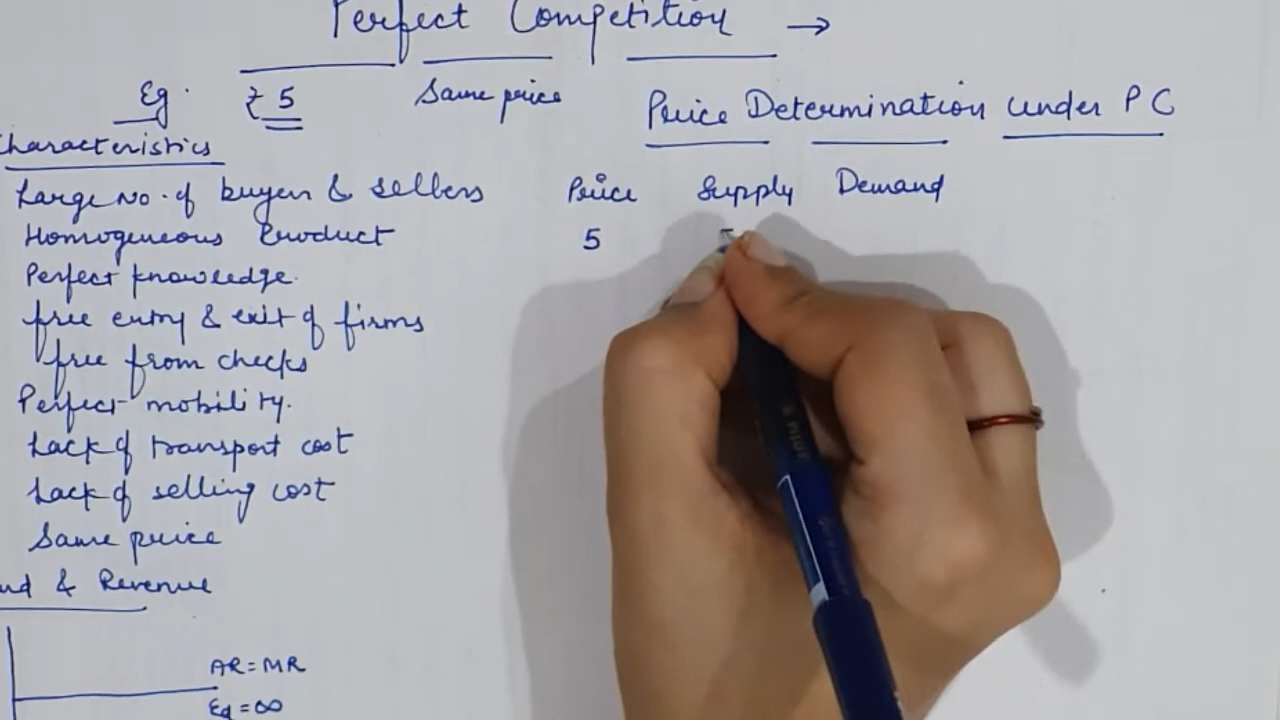 Perfect Competition →
Eg. ₹ 5 Same price
Price Determination under PC
Characteristics
Large No. of buyers & sellers
Homogeneous Product
Perfect knowledge.
free entry & exit of firms
free from checks
Perfect mobility.
Lack of transport cost
Lack of selling cost
Same price
& Revenue
AR=MR
Ed=∞
Price Supply Demand
5
PILOT